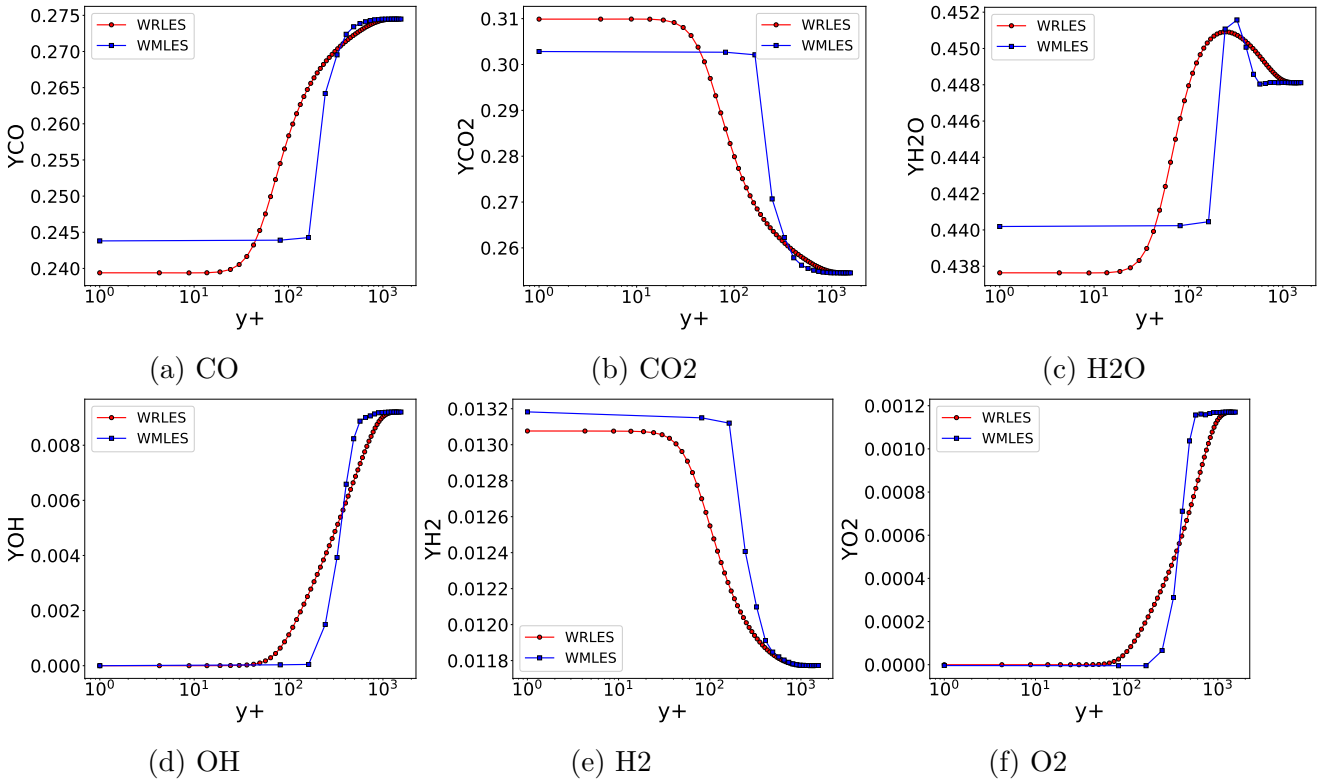 0.275
0.270
0.265
0.260
0.255
0.250
0.245
0.240
YCO
WRLES
WMLES
10^0 10^1 10^2 10^3
y+
(a) CO
0.31
0.30
0.29
0.28
0.27
0.26
YCO2
WRLES
WMLES
10^0 10^1 10^2 10^3
y+
(b) CO2
0.452
0.450
0.448
0.446
0.444
0.442
0.440
0.438
YH2O
WRLES
WMLES
10^0 10^1 10^2 10^3
y+
(c) H2O
0.008
0.006
0.004
0.002
0.000
YOH
WRLES
WMLES
10^0 10^1 10^2 10^3
y+
(d) OH
0.0132
0.0130
0.0128
0.0126
0.0124
0.0122
0.0120
0.0118
YH2
WRLES
WMLES
10^0 10^1 10^2 10^3
y+
(e) H2
0.0012
0.0010
0.0008
0.0006
0.0004
0.0002
0.0000
YO2
WRLES
WMLES
10^0 10^1 10^2 10^3
y+
(f) O2